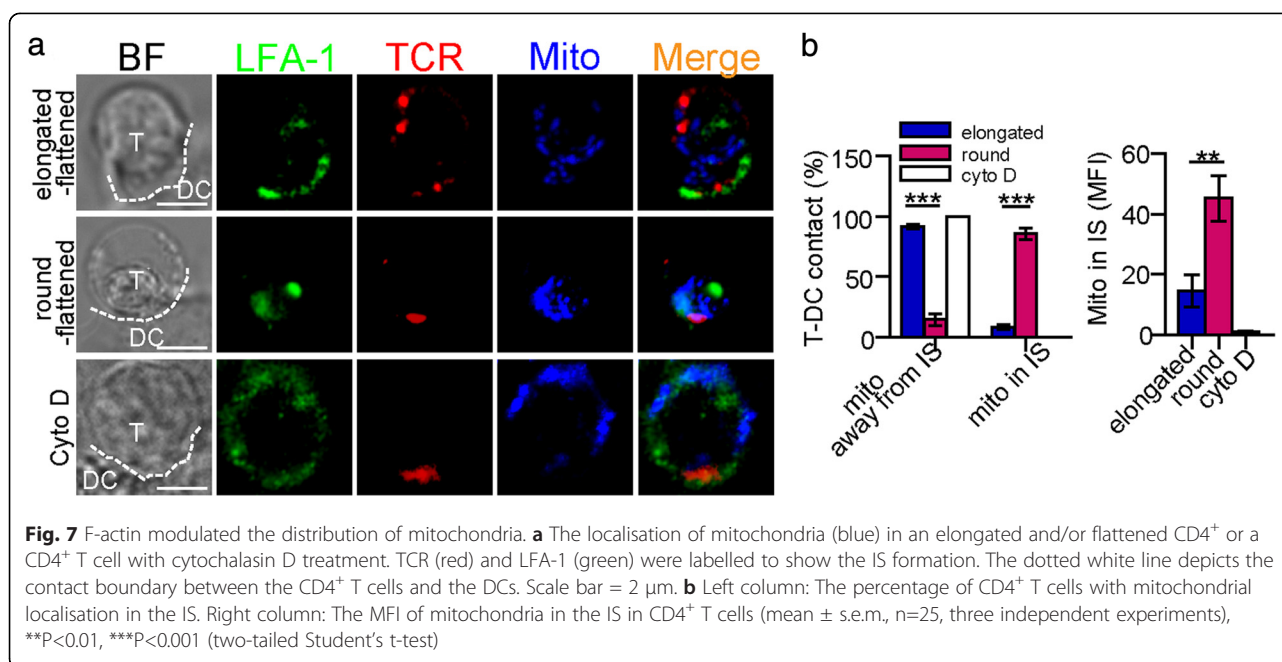 a
BF LFA-1 TCR Mito Merge
elongated
-flattened
T
DC
round
-flattened
T
DC
Cyto D
T
DC
b
elongated
round
cyto D
T-DC contact (%)
150
100
50
0
***
***
mito
away from IS
mito in IS
Mito in IS (MFI)
60
40
20
0
**
elongated
round
cyto D
Fig. 7 F-actin modulated the distribution of mitochondria. a The localisation of mitochondria (blue) in an elongated and/or flattened CD4⁺ or a
CD4⁺ T cell with cytochalasin D treatment. TCR (red) and LFA-1 (green) were labelled to show the IS formation. The dotted white line depicts the
contact boundary between the CD4⁺ T cells and the DCs. Scale bar = 2 μm. b Left column: The percentage of CD4⁺ T cells with mitochondrial
localisation in the IS. Right column: The MFI of mitochondria in the IS in CD4⁺ T cells (mean ± s.e.m., n=25, three independent experiments),
**P<0.01, ***P<0.001 (two-tailed Student's t-test)